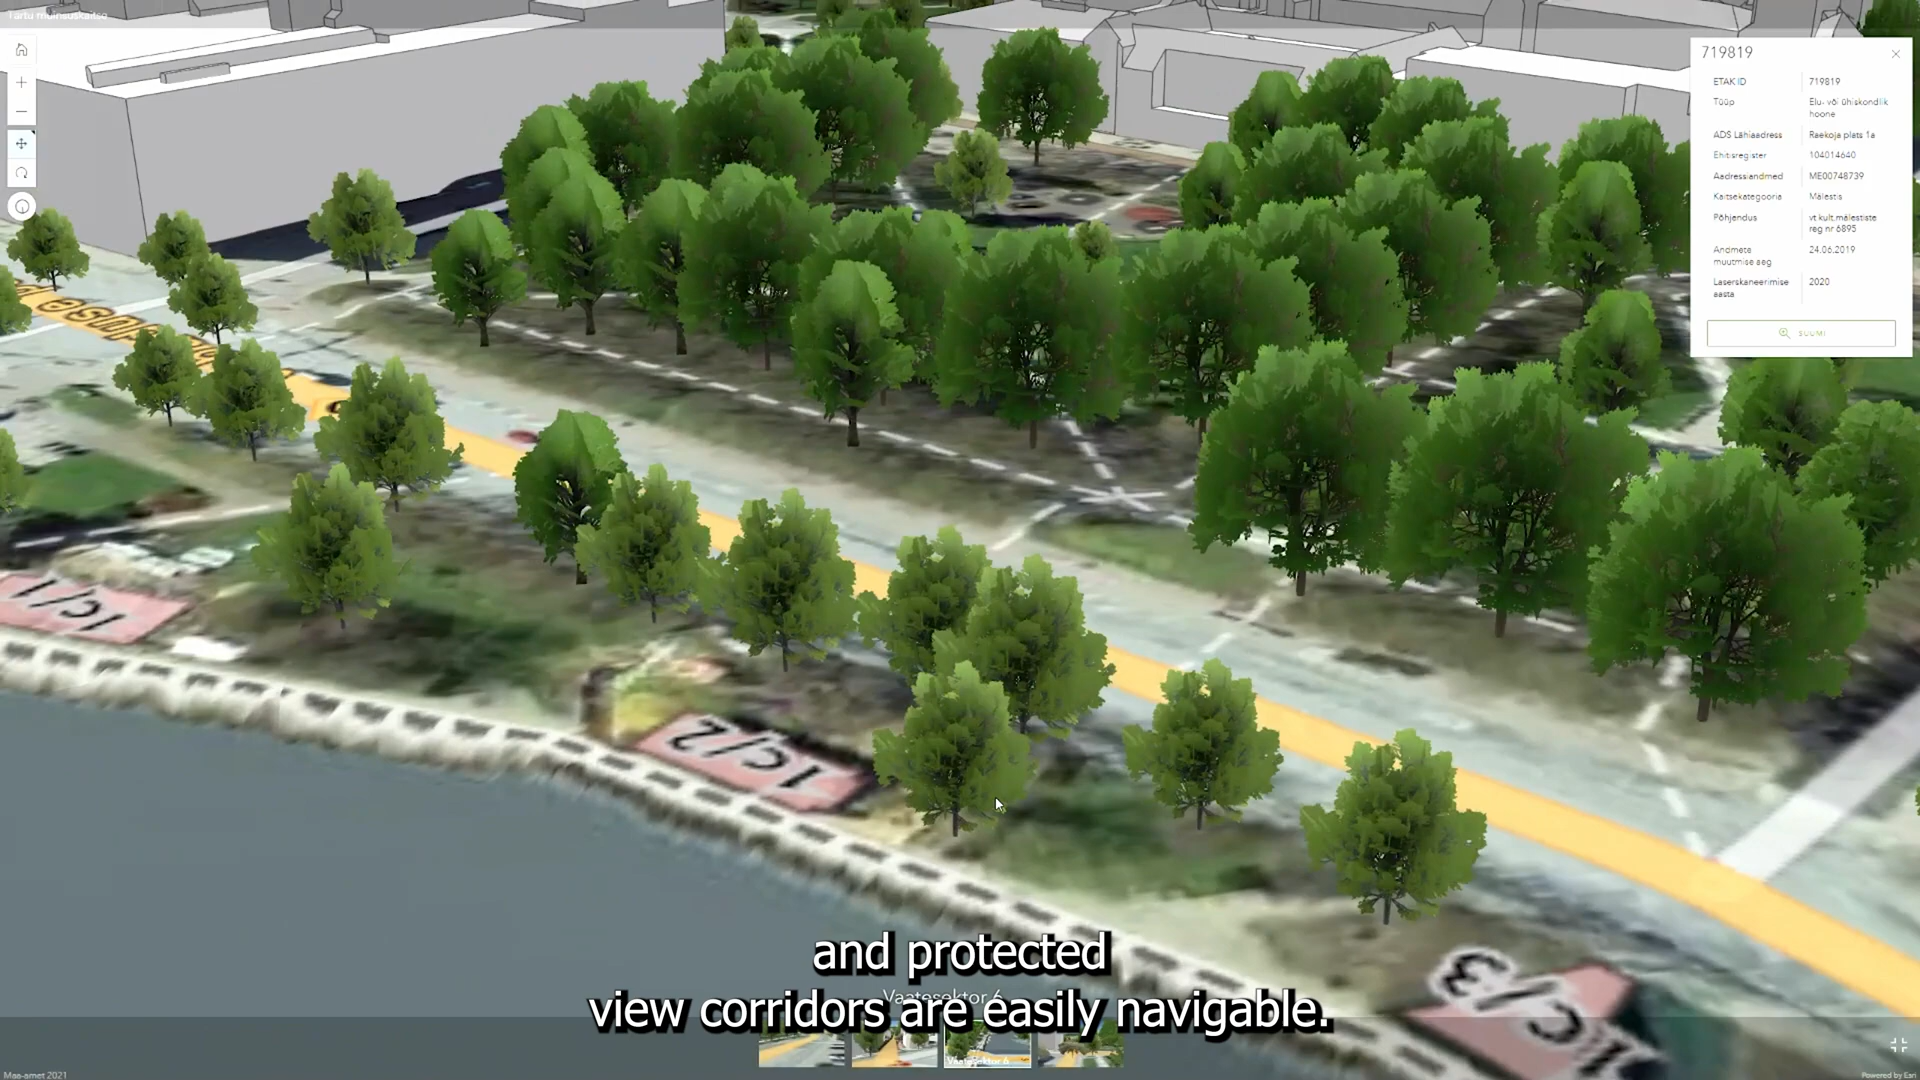 Tartu muinsuskaitse
719819
ETAK ID 719819
Tüüp Elu- või ühiskondlik
hoone
ADS Lähiaadress Raekoja plats 1a
Ehitisregister 104014640
Aadressiandmed ME00748739
Kaitsekategooria Mälestis
Põhjendus vt kult.mälestiste
reg nr 6895
Andmete
muutmise aeg 24.06.2019
Laserskaneerimise
aasta 2020
SUUMI
1c/1
1c/2
1c/3
and protected
Vaatesektor 6
view corridors are easily navigable.
Vaatesektor 6
Maa-amet 2021
Powered by Esri